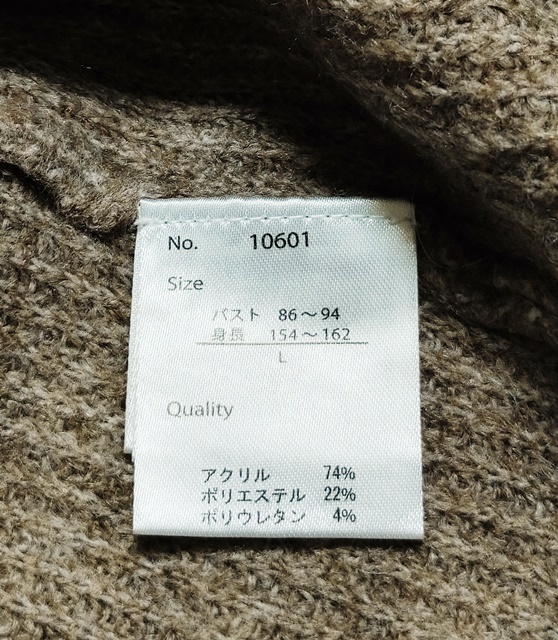 No. 10601
Size
バスト 86～94
身長 154～162
L
Quality
アクリル 74%
ポリエステル 22%
ポリウレタン 4%